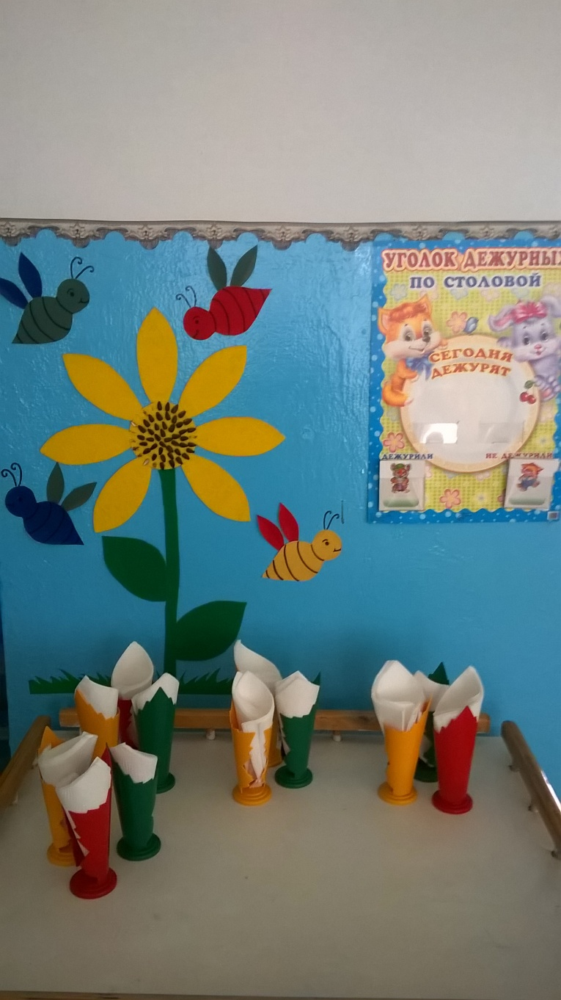 УГОЛОК ДЕЖУРНЫХ
ПО СТОЛОВОЙ
СЕГОДНЯ
ДЕЖУРЯТ
ДЕЖУРИЛИ НЕ ДЕЖУРИЛИ